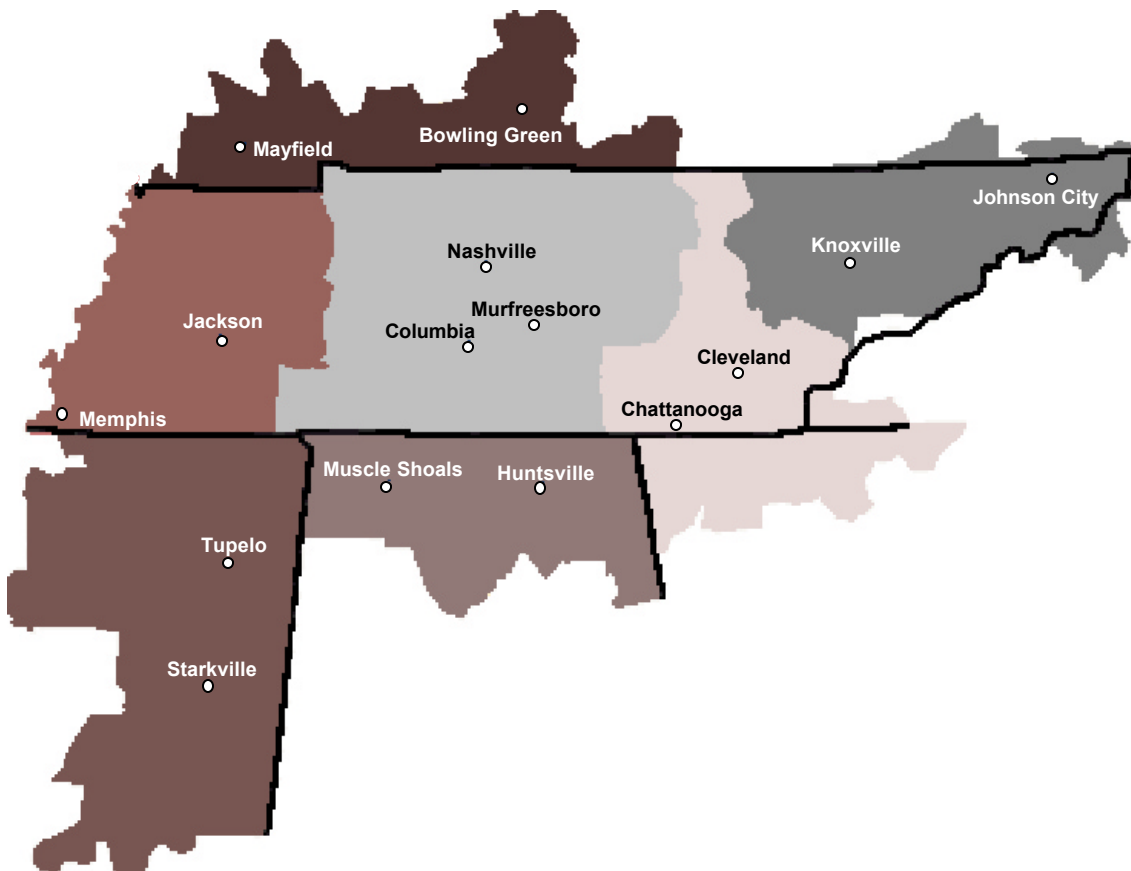 Bowling Green
Mayfield
Johnson City
Knoxville
Nashville
Murfreesboro
Jackson
Columbia
Cleveland
Chattanooga
Memphis
Muscle Shoals
Huntsville
Tupelo
Starkville